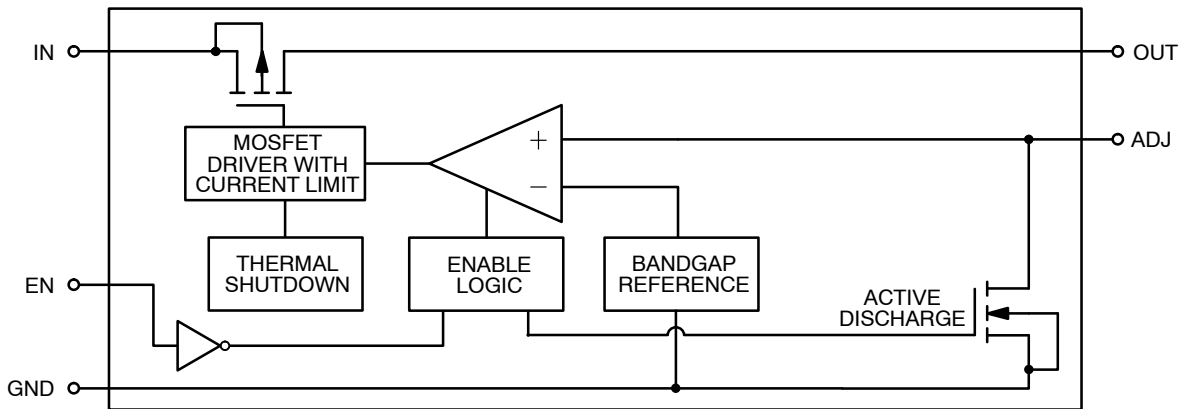 IN
OUT
MOSFET
DRIVER WITH
CURRENT LIMIT
+
−
ADJ
THERMAL
SHUTDOWN
ENABLE
LOGIC
BANDGAP
REFERENCE
EN
ACTIVE
DISCHARGE
GND